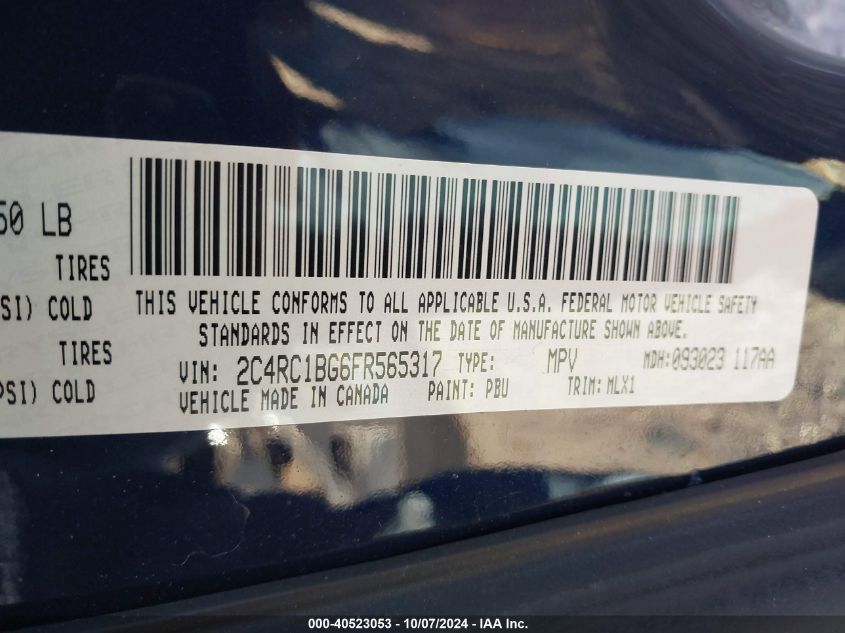 50 LB
TIRES
SI) COLD
TIRES
PSI) COLD
THIS VEHICLE CONFORMS TO ALL APPLICABLE U.S.A. FEDERAL MOTOR VEHICLE SAFETY
STANDARDS IN EFFECT ON THE DATE OF MANUFACTURE SHOWN ABOVE.
VIN: 2C4RC1BG6FR565317 TYPE: MPV MDH:093023 117AA
VEHICLE MADE IN CANADA PAINT: PBU TRIM: MLX1
000-40523053 - 10/07/2024 - IAA Inc.